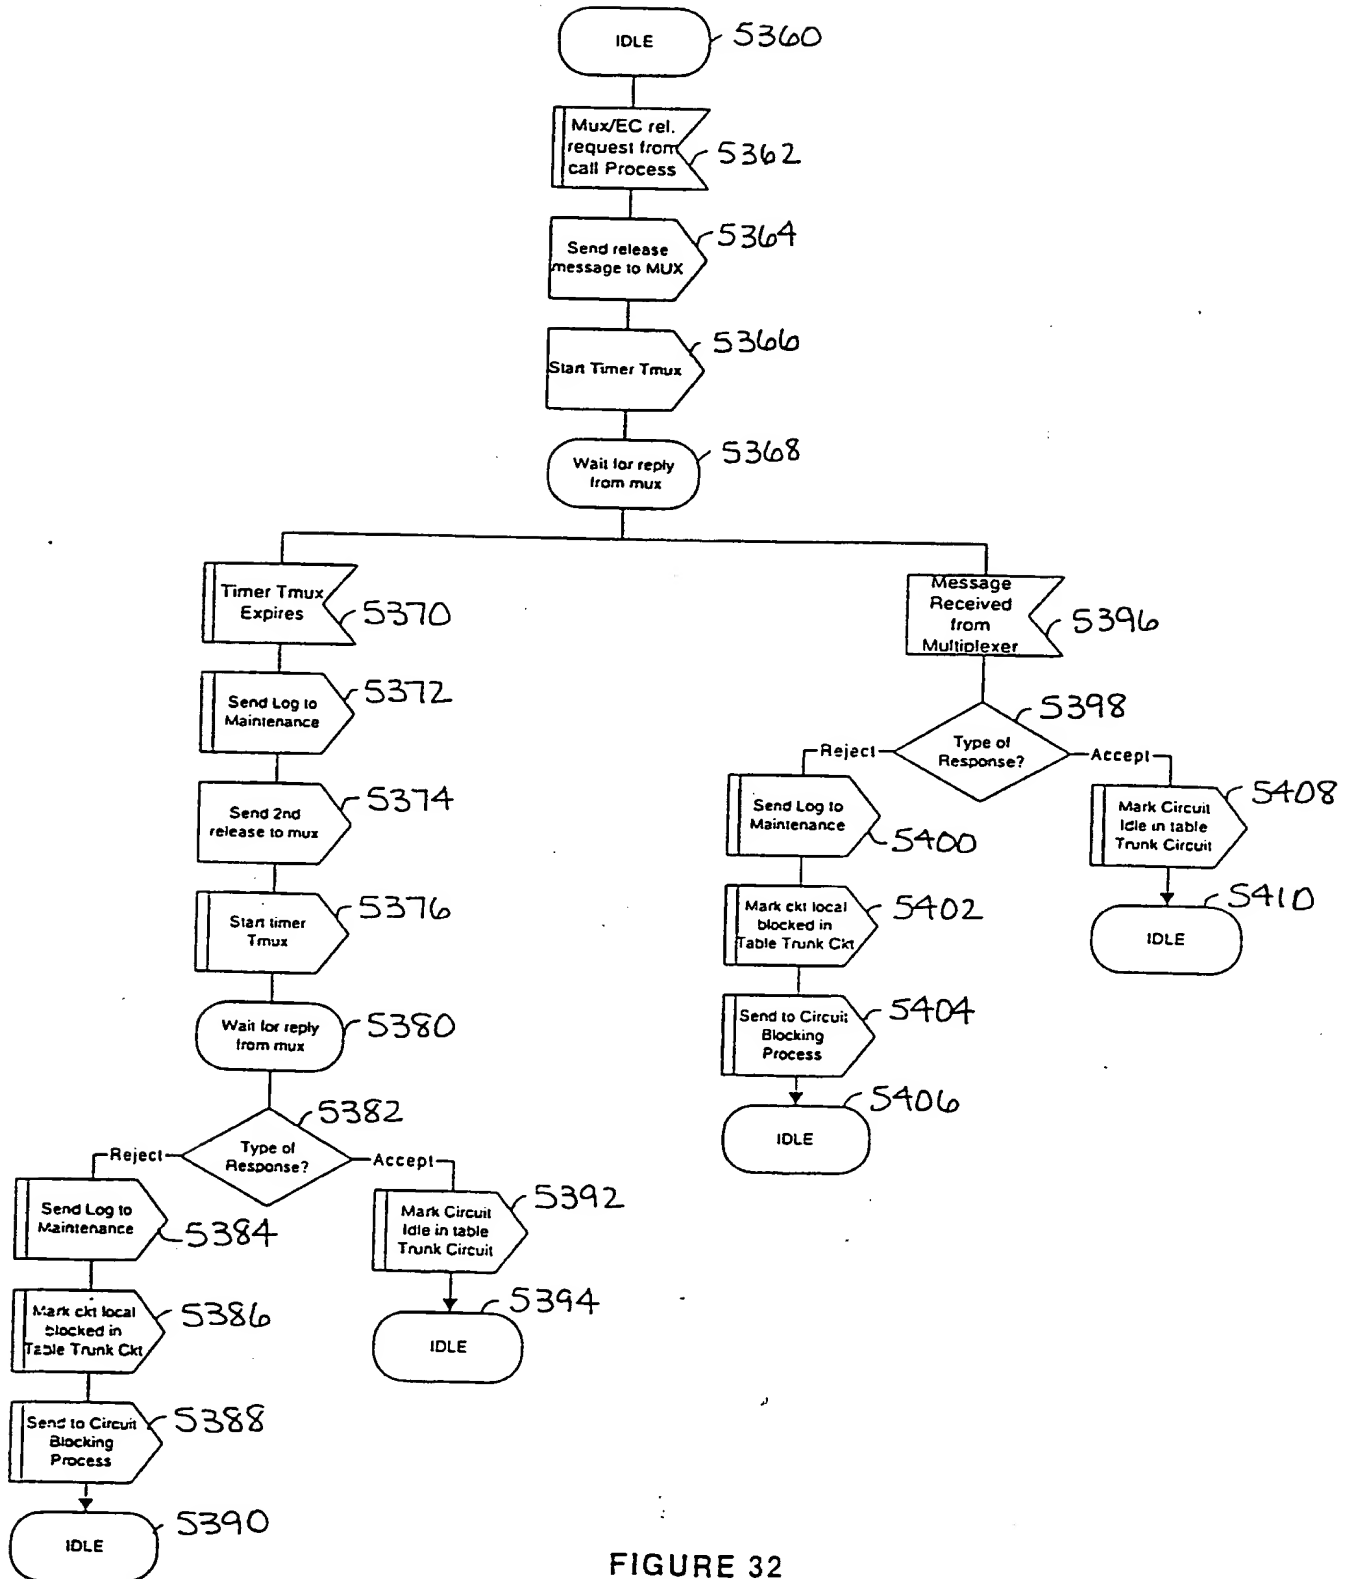 IDLE
5360
Mux/EC rel.
request from
call Process
5362
Send release
message to MUX
5364
Start Timer Tmux
5366
Wait for reply
from mux
5368
Timer Tmux
Expires
5370
Send Log to
Maintenance
5372
Send 2nd
release to mux
5374
Start timer
Tmux
5376
Wait for reply
from mux
5380
Type of
Response?
5382
Reject
Accept
Send Log to
Maintenance
5384
Mark ckt local
blocked in
Table Trunk Ckt
5386
Send to Circuit
Blocking
Process
5388
IDLE
5390
Mark Circuit
Idle in table
Trunk Circuit
5392
IDLE
5394
Message
Received
from
Multiplexer
5396
Type of
Response?
5398
Reject
Accept
Send Log to
Maintenance
5400
Mark ckt local
blocked in
Table Trunk Ckt
5402
Send to Circuit
Blocking
Process
5404
IDLE
5406
Mark Circuit
Idle in table
Trunk Circuit
5408
IDLE
5410
FIGURE 32